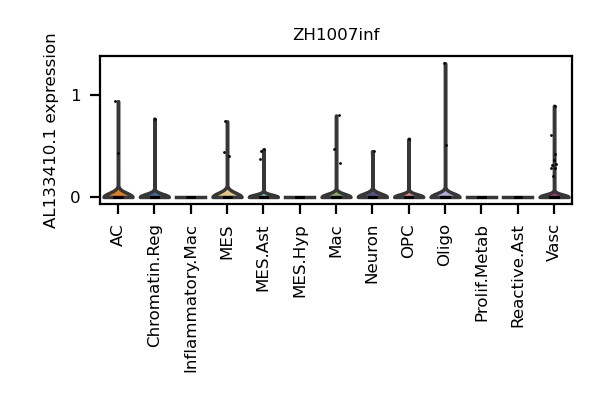 ZH1007inf
AL133410.1 expression
1
0
AC
Chromatin.Reg
Inflammatory.Mac
MES
MES.Ast
MES.Hyp
Mac
Neuron
OPC
Oligo
Prolif.Metab
Reactive.Ast
Vasc